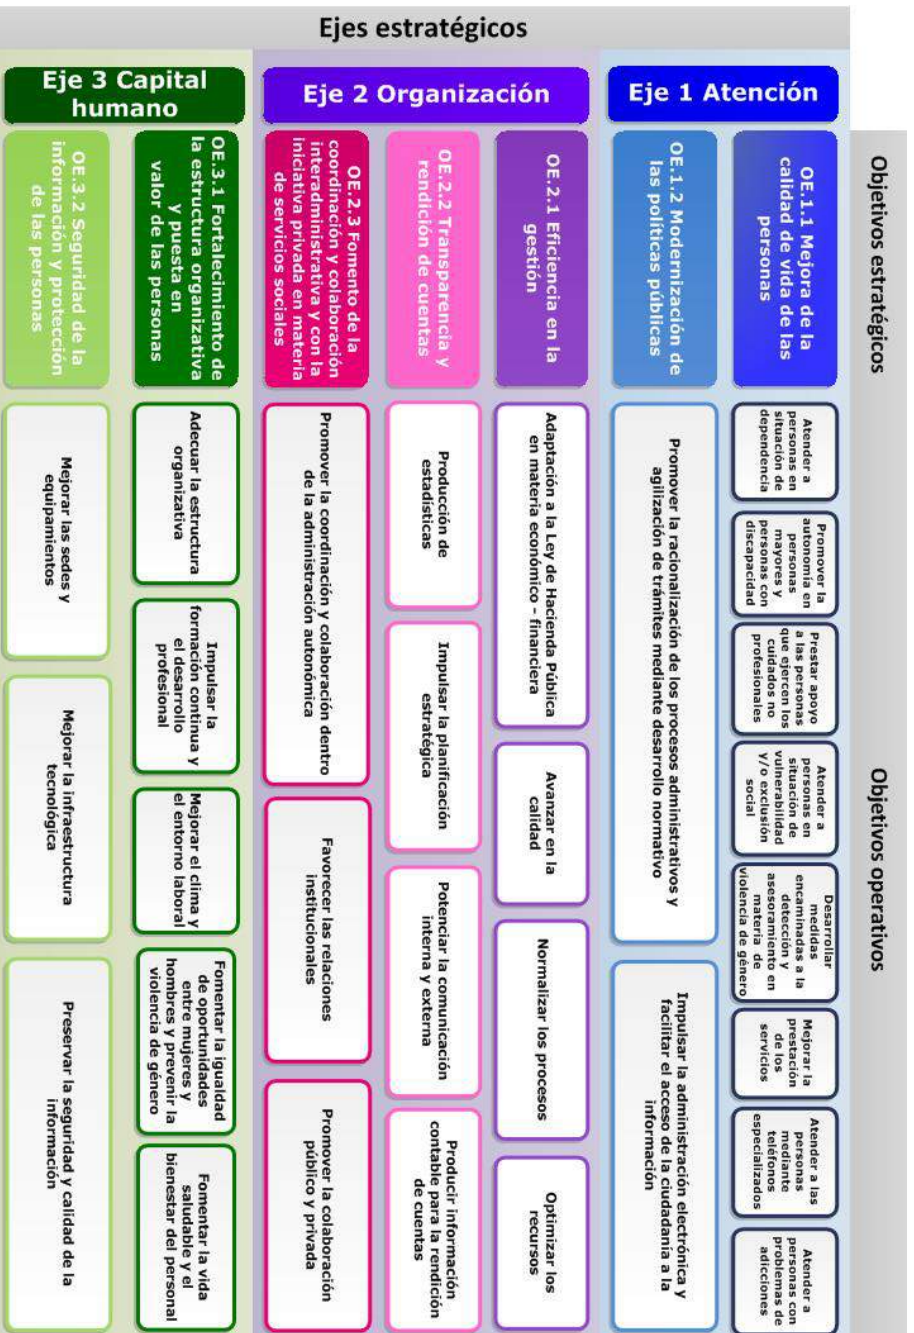 Ejes estratégicos
Objetivos estratégicos
Objetivos operativos
Eje 1 Atención
OE.1.1 Mejora de la
calidad de vida de las
personas
Atender a
personas en
situación de
dependencia
Promover la
autonomía en
personas
mayores y
personas con
discapacidad
Prestar apoyo
a las personas
que ejercen los
cuidados no
profesionales
Atender a
personas en
situación de
vulnerabilidad
y/o exclusión
social
Desarrollar
medidas
encaminadas a la
detección y
asesoramiento en
materia de
violencia de género
Mejorar la
prestación
de los
servicios
Atender a las
personas
mediante
teléfonos
especializados
Atender a
personas con
problemas de
adicciones
OE.1.2 Modernización de
las políticas públicas
Promover la racionalización de los procesos administrativos y
agilización de trámites mediante desarrollo normativo
Impulsar la administración electrónica y
facilitar el acceso de la ciudadanía a la
información
Eje 2 Organización
OE.2.1 Eficiencia en la
gestión
Adaptación a la Ley de Hacienda Pública
en materia económico - financiera
Avanzar en la
calidad
Normalizar los procesos
Optimizar los
recursos
OE.2.2 Transparencia y
rendición de cuentas
Producción de
estadísticas
Impulsar la planificación
estratégica
Potenciar la comunicación
interna y externa
Producir información
contable para la rendición
de cuentas
OE.2.3 Fomento de la
coordinación y colaboración
interadministrativa y con la
iniciativa privada en materia
de servicios sociales
Promover la coordinación y colaboración dentro
de la administración autonómica
Favorecer las relaciones
institucionales
Promover la colaboración
público y privada
Eje 3 Capital
humano
OE.3.1 Fortalecimiento de
la estructura organizativa
y puesta en
valor de las personas
Adecuar la estructura
organizativa
Impulsar la
formación continua y
el desarrollo
profesional
Mejorar el clima y
el entorno laboral
Fomentar la igualdad
de oportunidades
entre mujeres y
hombres y prevenir la
violencia de género
Fomentar la vida
saludable y el
bienestar del personal
OE.3.2 Seguridad de la
información y protección
de las personas
Mejorar las sedes y
equipamientos
Mejorar la infraestructura
tecnológica
Preservar la seguridad y calidad de la
información